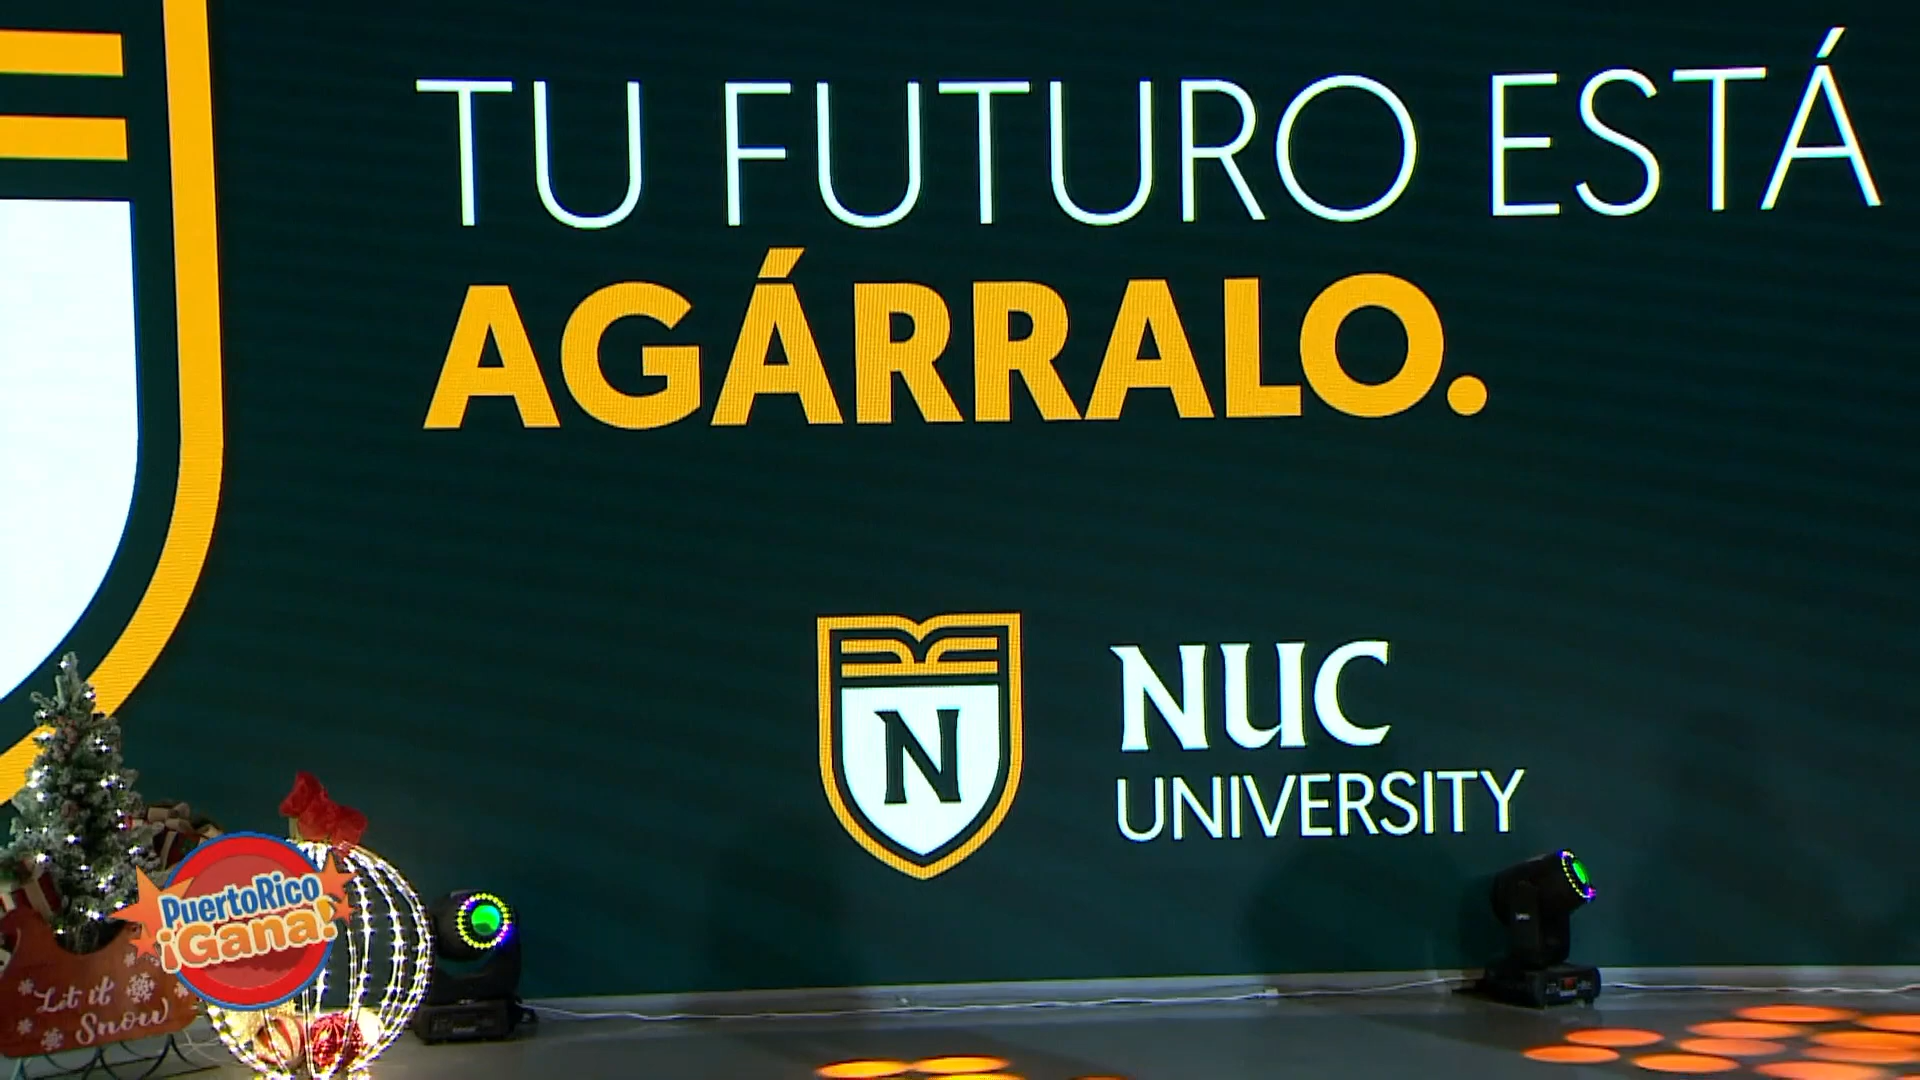 TU FUTURO ESTÁ
AGÁRRALO.
N
NUC
UNIVERSITY
PuertoRico
¡Gana!
Let it
Snow